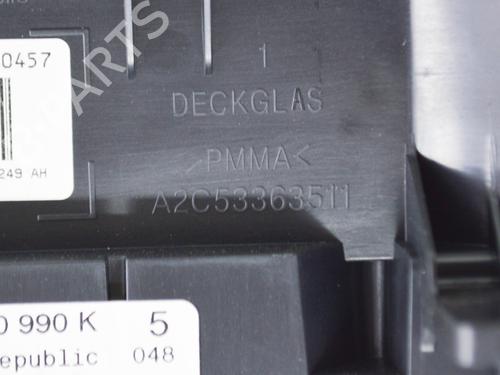 0457
249 AH
1
DECKGLAS
>PMMA<
A2C53363511
0 990 K 5
epublic 048